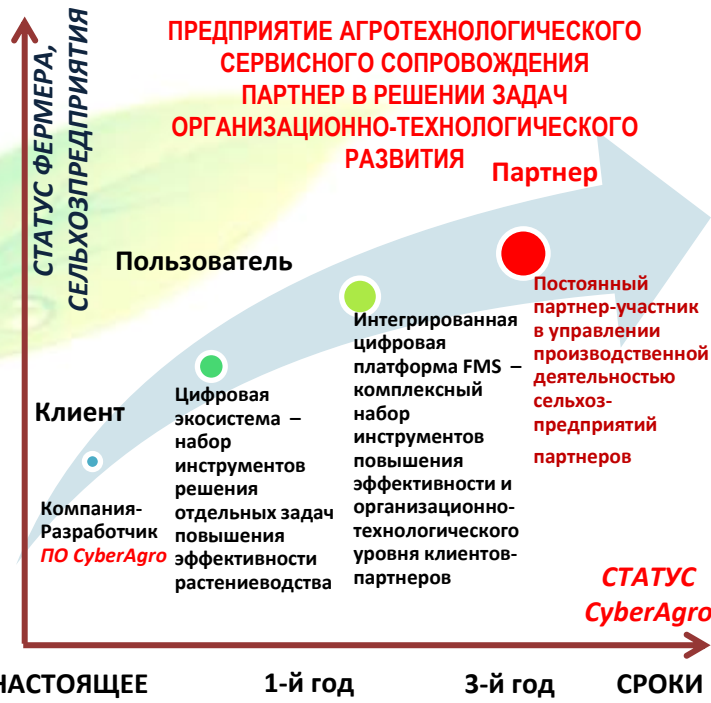 ПРЕДПРИЯТИЕ АГРОТЕХНОЛОГИЧЕСКОГО
СЕРВИСНОГО СОПРОВОЖДЕНИЯ
ПАРТНЕР В РЕШЕНИИ ЗАДАЧ
ОРГАНИЗАЦИОННО-ТЕХНОЛОГИЧЕСКОГО
РАЗВИТИЯ
СТАТУС ФЕРМЕРА,
СЕЛЬХОЗПРЕДПРИЯТИЯ
Партнер
Пользователь
Клиент
Компания-
Разработчик
ПО CyberAgro
Цифровая
экосистема –
набор
инструментов
решения
отдельных задач
повышения
эффективности
растениеводства
Интегрированная
цифровая
платформа FMS –
комплексный
набор
инструментов
повышения
эффективности и
организационно-
технологического
уровня клиентов-
партнеров
Постоянный
партнер-участник
в управлении
производственной
деятельностью
сельхоз-
предприятий
партнеров
СТАТУС
CyberAgro
НАСТОЯЩЕЕ
1-й год
3-й год
СРОКИ